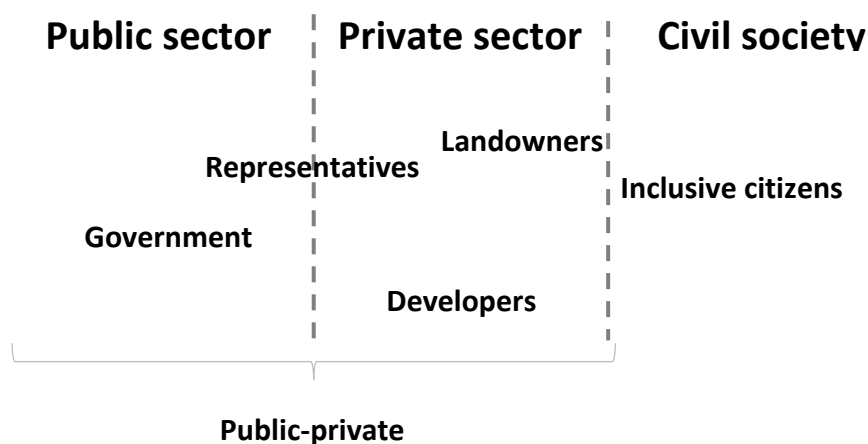 Public sector Private sector Civil society
Landowners
Representatives
Inclusive citizens
Government
Developers
Public-private